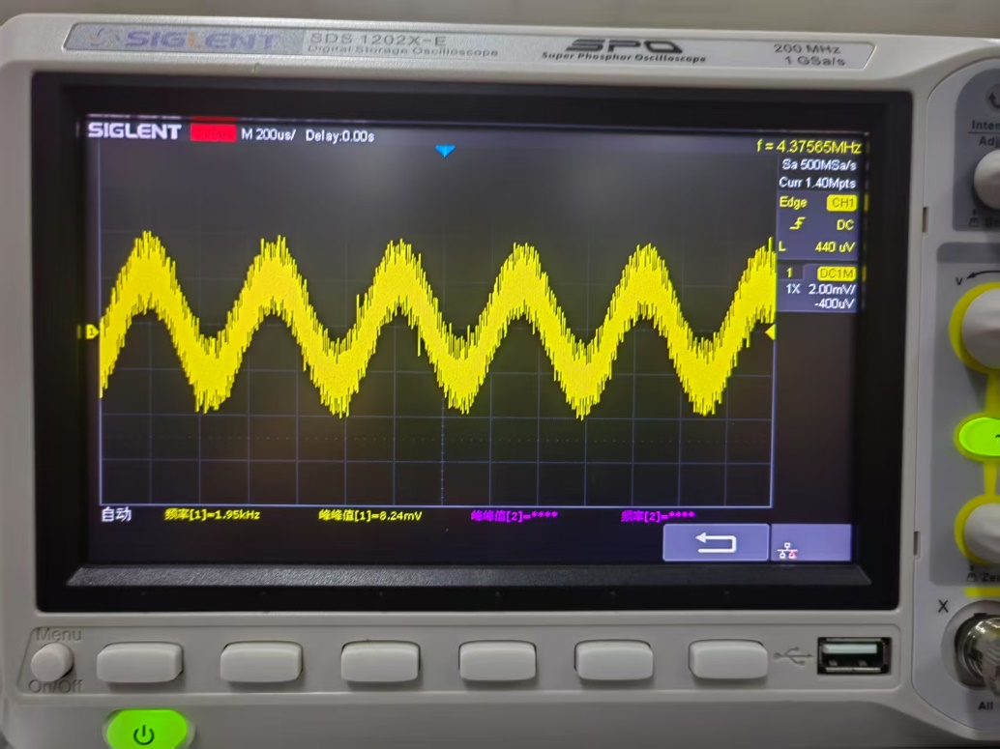 SIGLENT SDS 1202X-E
Digital Storage Oscilloscope
SPO
Super Phosphor Oscilloscope
200 MHz
1 GSa/s
SIGLENT M 200us/ Delay:0.00s
f = 4.37565MHz
Sa 500MSa/s
Curr 1.40Mpts
Edge CH1
DC
L 440 uV
1 DC1M
1X 2.00mV/
-400uV
自动 频率[1]=1.95kHz 峰峰值[1]=8.24mV 峰峰值[2]=**** 频率[2]=****
Menu
On/Off
V
X
All